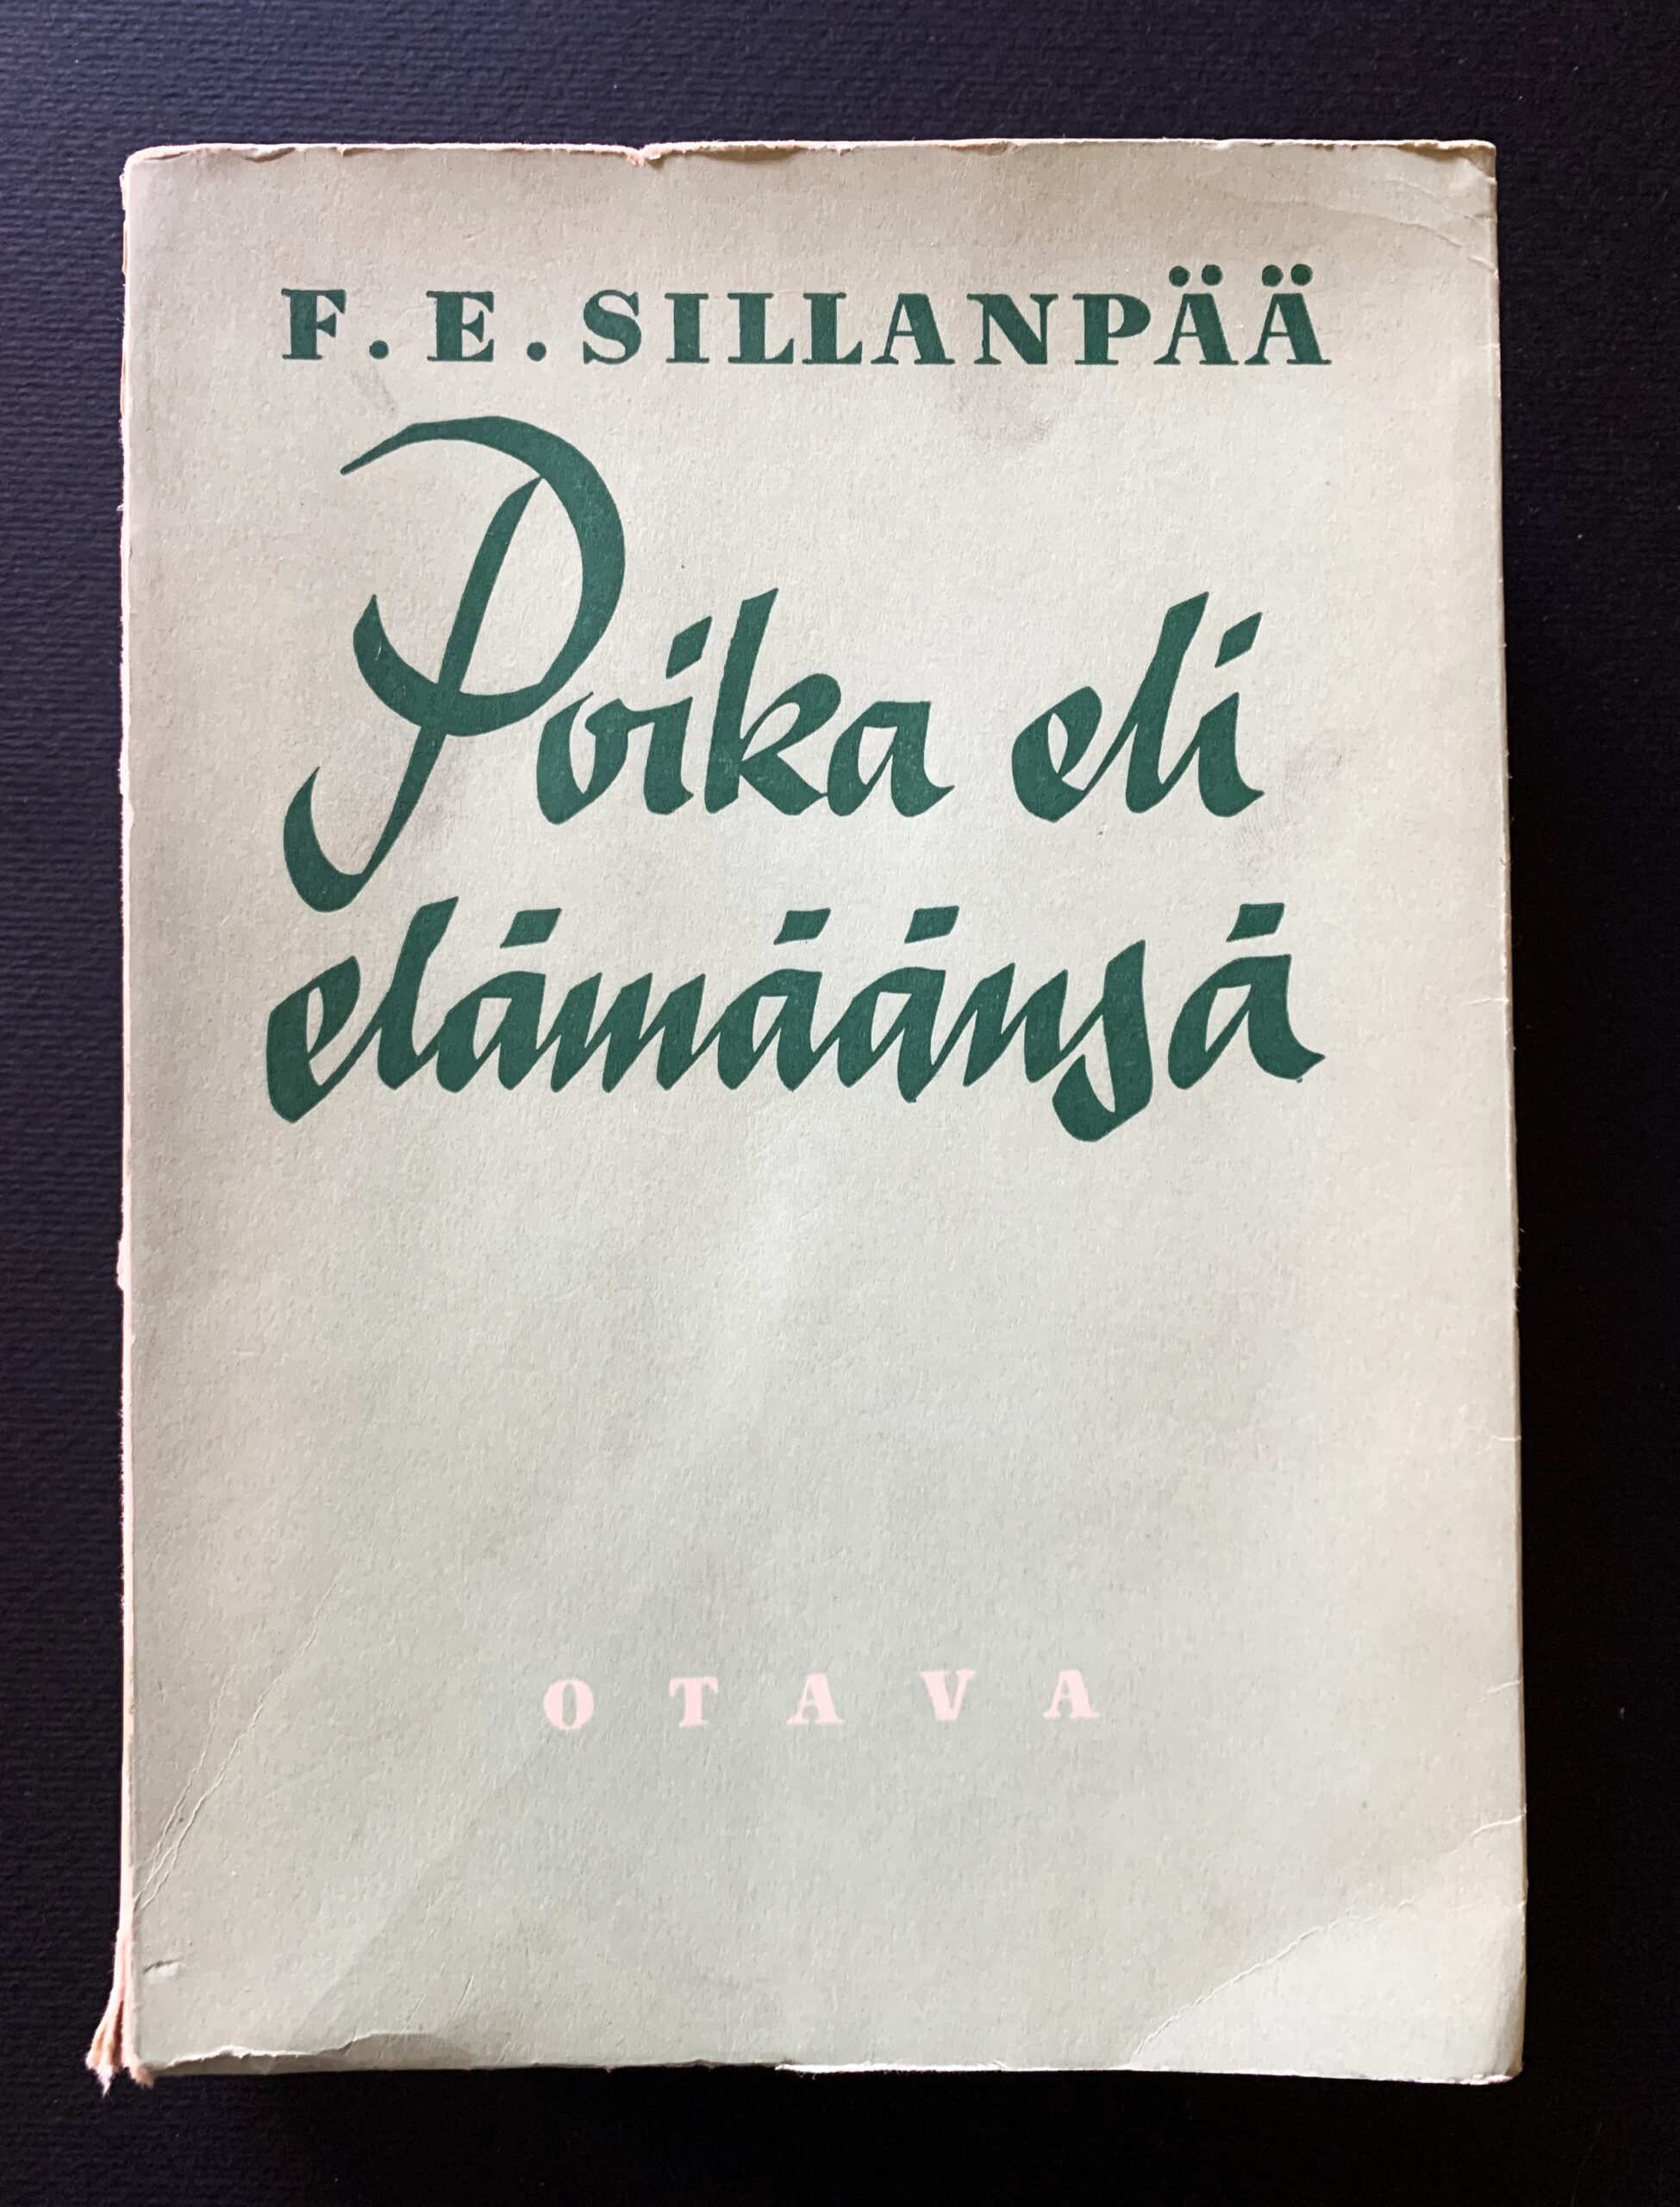 F. E. SILLANPÄÄ
Poika eli
elämäänsä
OTAVA